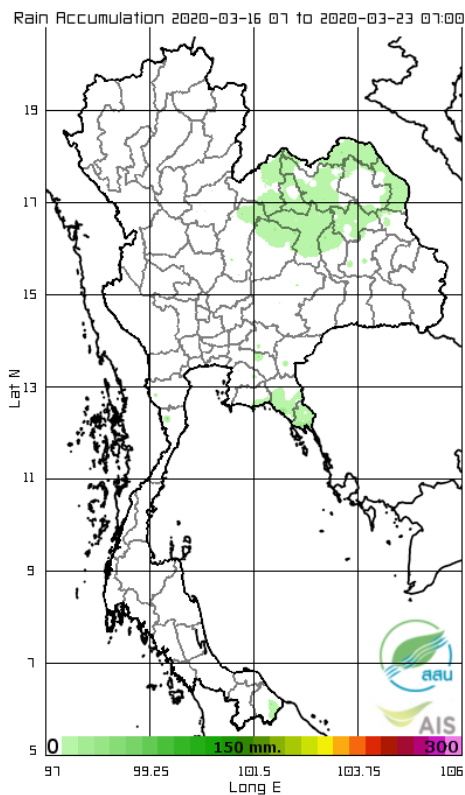 Rain Accumulation 2020-03-16 07 to 2020-03-23 07:00
19
17
15
13
11
9
7
5
Lat N
สสน
AIS
0 150 mm. 300
97 99.25 101.5 103.75 106
Long E